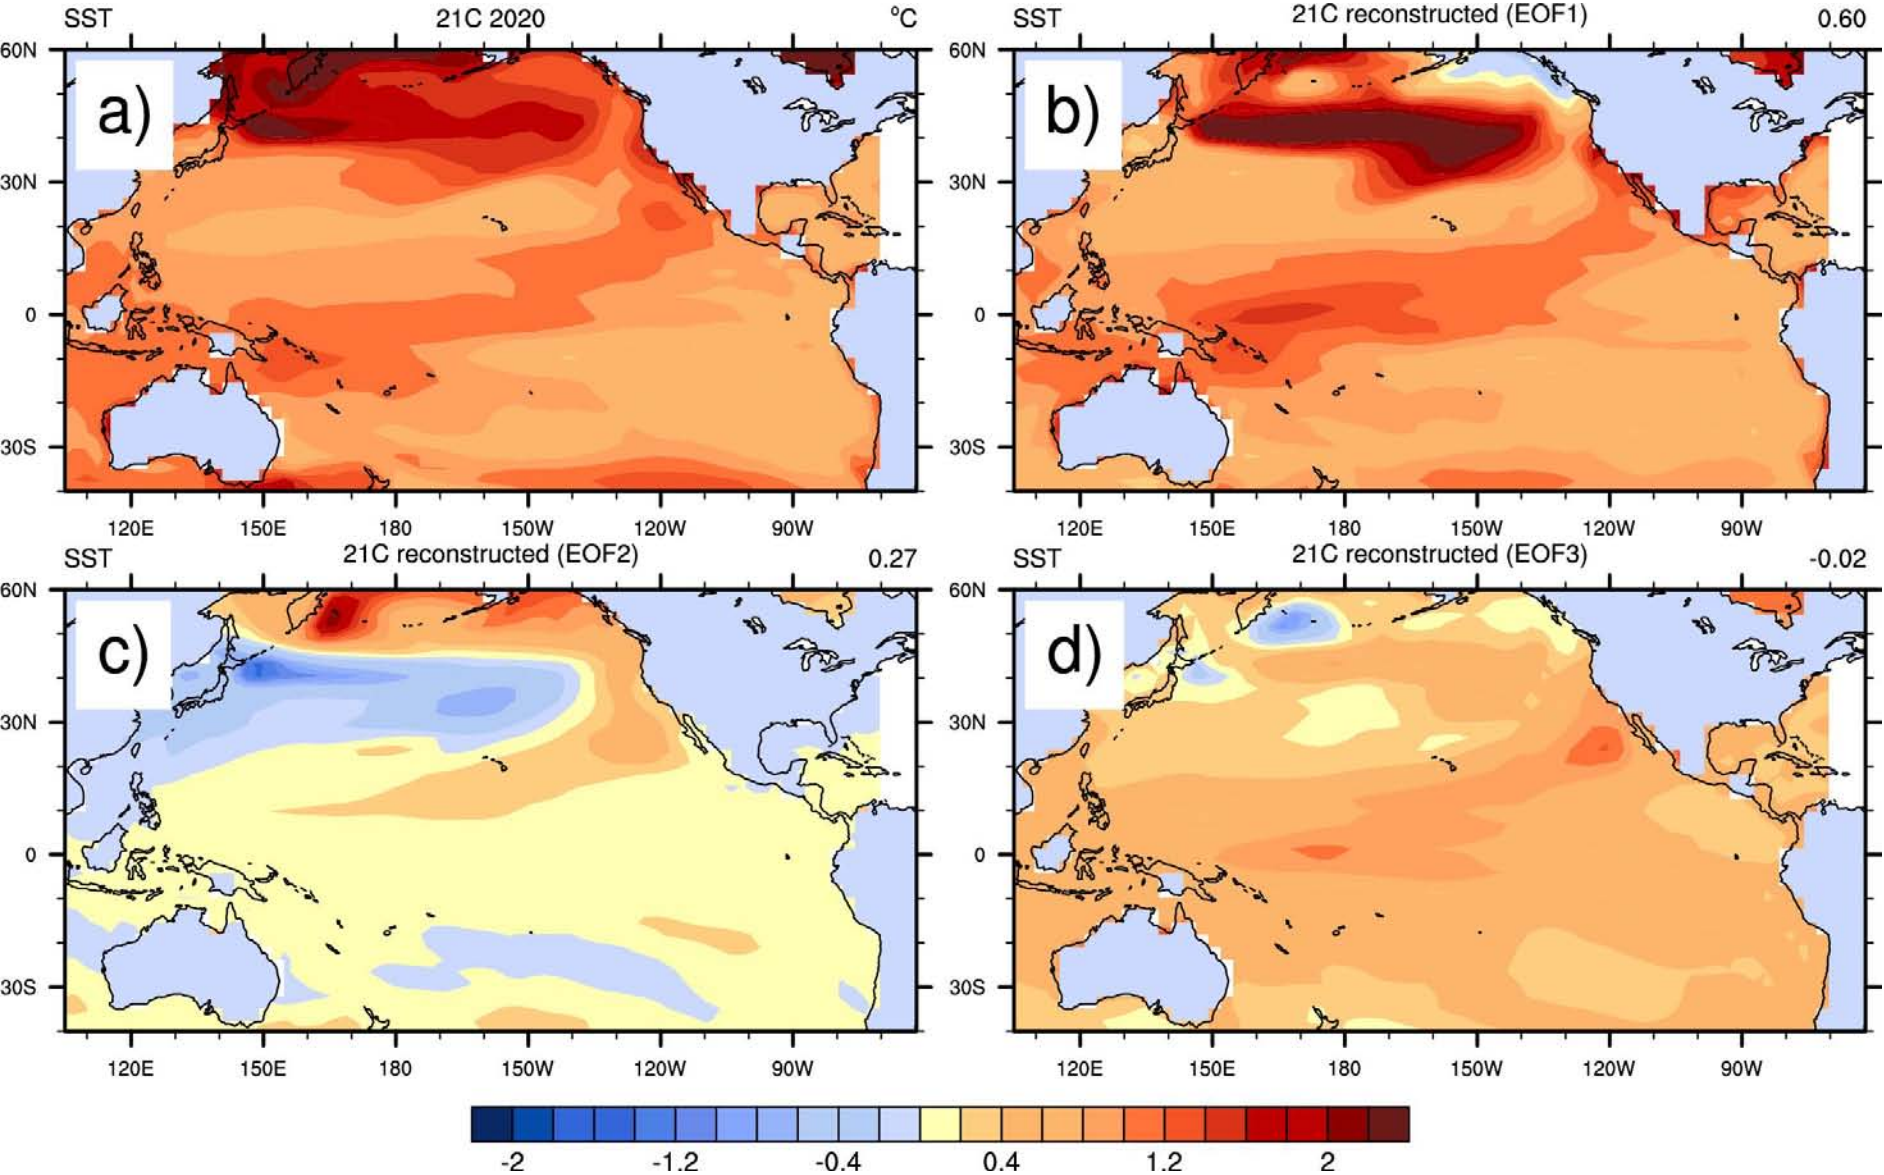 SST 21C 2020 °C
SST 21C reconstructed (EOF1) 0.60
60N
30N
0
30S
a)
120E 150E 180 150W 120W 90W
60N
30N
0
30S
b)
120E 150E 180 150W 120W 90W
SST 21C reconstructed (EOF2) 0.27
SST 21C reconstructed (EOF3) -0.02
60N
30N
0
30S
c)
120E 150E 180 150W 120W 90W
60N
30N
0
30S
d)
120E 150E 180 150W 120W 90W
-2 -1.2 -0.4 0.4 1.2 2